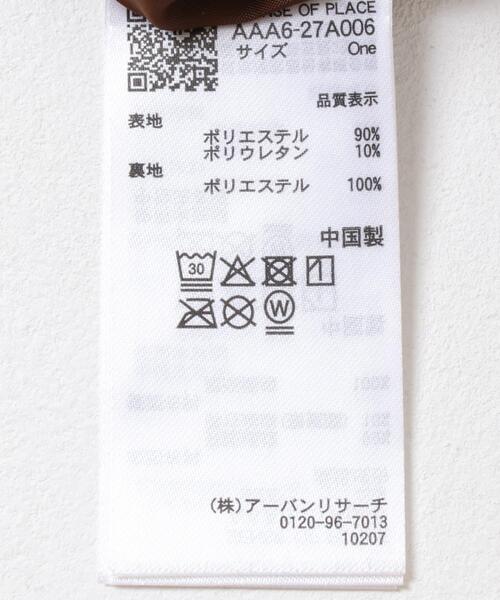 SENSE OF PLACE
AAA6-27A006
サイズ One
品質表示
表地
ポリエステル 90%
ポリウレタン 10%
裏地
ポリエステル 100%
中国製
30
W
(株)アーバンリサーチ
0120-96-7013
10207